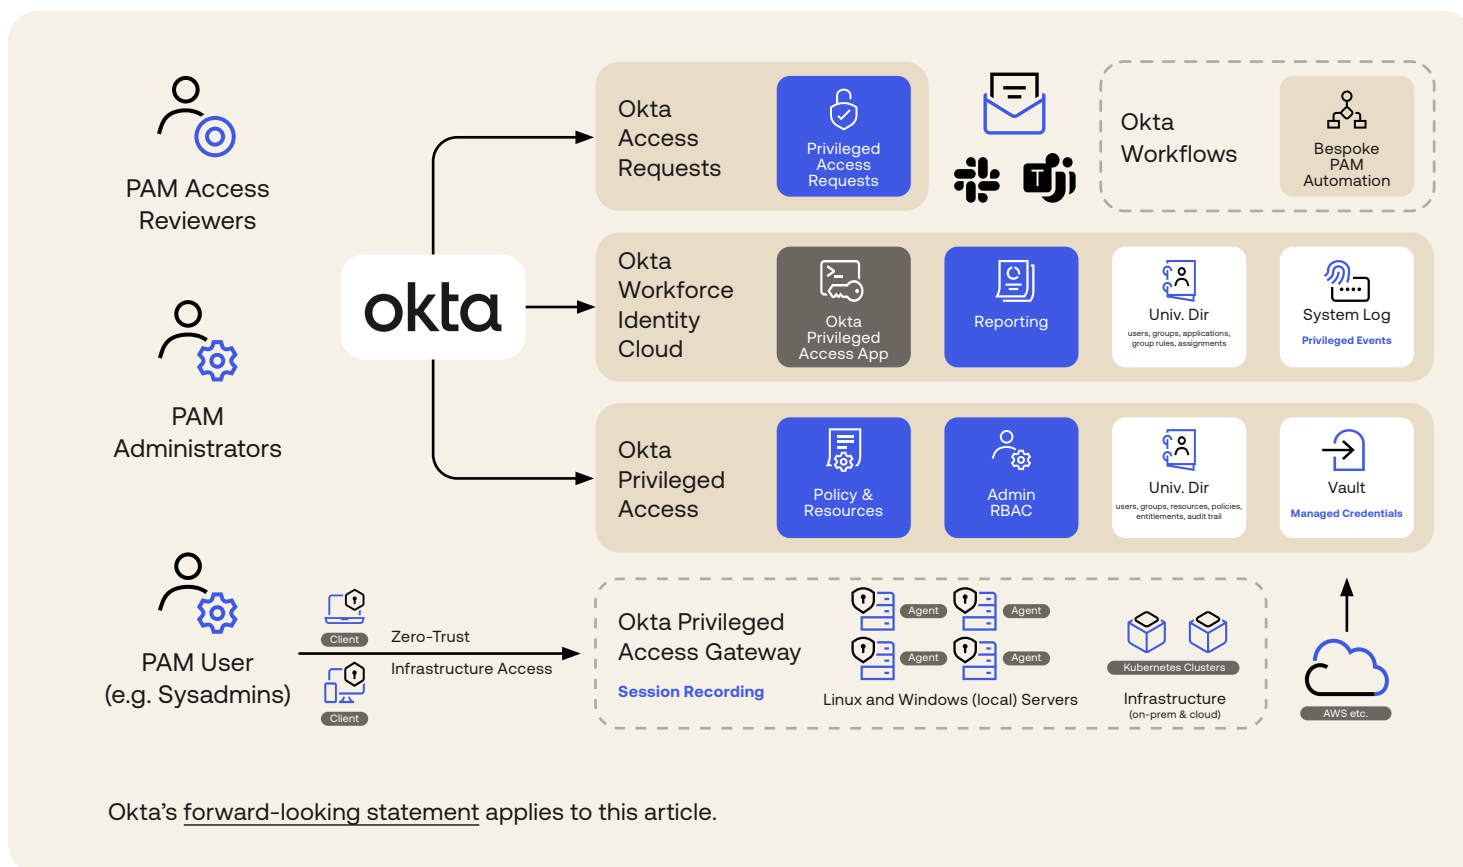 PAM Access
Reviewers
PAM
Administrators
PAM User
(e.g. Sysadmins)
okta
Okta
Access
Requests
Privileged
Access
Requests
T
Okta
Workflows
Bespoke
PAM
Automation
Okta
Workforce
Identity
Cloud
Okta
Privileged
Access App
Reporting
Univ. Dir
users, groups, applications,
group rules, assignments
System Log
Privileged Events
Okta
Privileged
Access
Policy &
Resources
Admin
RBAC
Univ. Dir
users, groups, resources, policies,
entitlements, audit trail
Vault
Managed Credentials
Client
Zero-Trust
Infrastructure Access
Client
Okta Privileged
Access Gateway
Session Recording
Agent
Agent
Agent
Agent
Linux and Windows (local) Servers
Kubernetes Clusters
Infrastructure
(on-prem & cloud)
AWS etc.
Okta's forward-looking statement applies to this article.